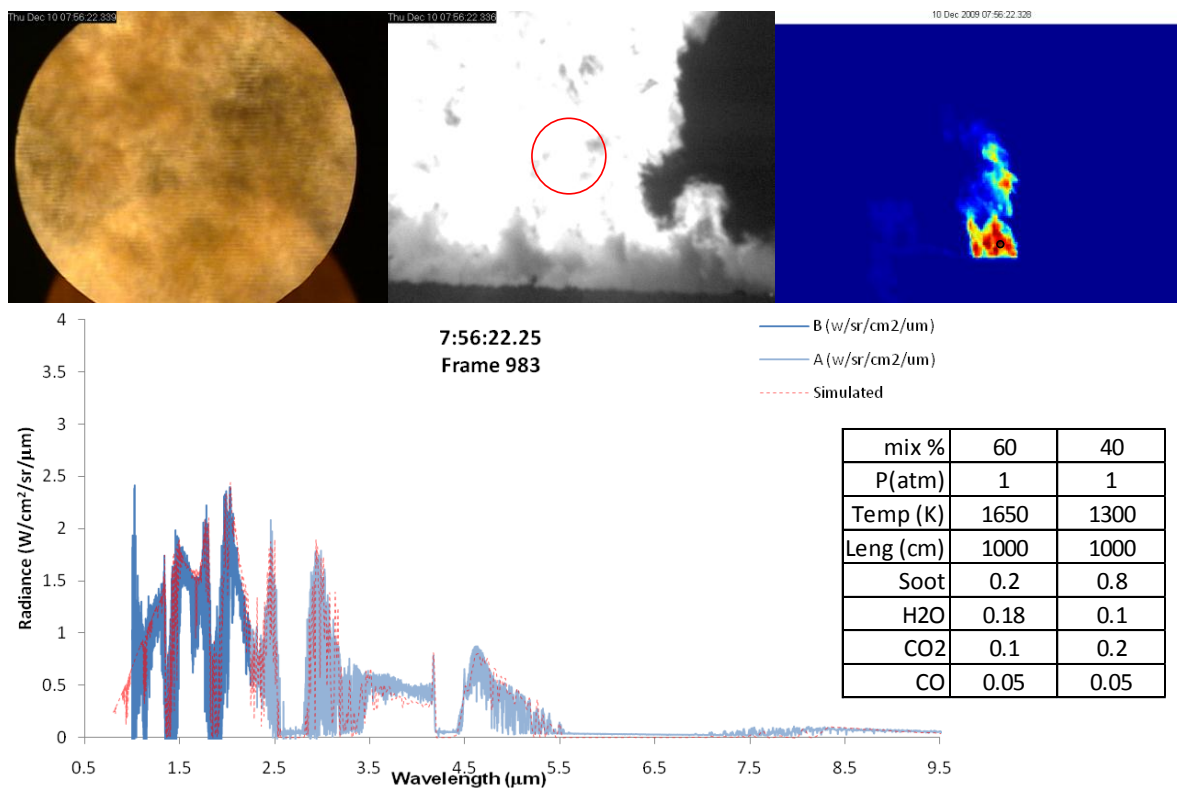 Thu Dec 10 07:56:22.339
Thu Dec 10 07:56:22.336
10 Dec 2009 07:56:22.328
7:56:22.25
Frame 983
B (w/sr/cm2/um)
A (w/sr/cm2/um)
Simulated
Radiance (W/cm²/sr/μm)
4
3.5
3
2.5
2
1.5
1
0.5
0
0.5 1.5 2.5 3.5 4.5 5.5 6.5 7.5 8.5 9.5
Wavelength (μm)
mix % 60 40
P(atm) 1 1
Temp (K) 1650 1300
Leng (cm) 1000 1000
Soot 0.2 0.8
H2O 0.18 0.1
CO2 0.1 0.2
CO 0.05 0.05